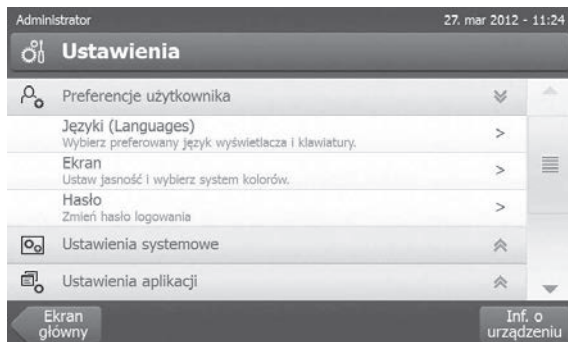 Administrator
27. mar 2012 - 11:24
Ustawienia
Preferencje użytkownika
Języki (Languages)
Wybierz preferowany język wyświetlacza i klawiatury.
Ekran
Ustaw jasność i wybierz system kolorów.
Hasło
Zmień hasło logowania
Ustawienia systemowe
Ustawienia aplikacji
Ekran
główny
Inf. o
urządzeniu